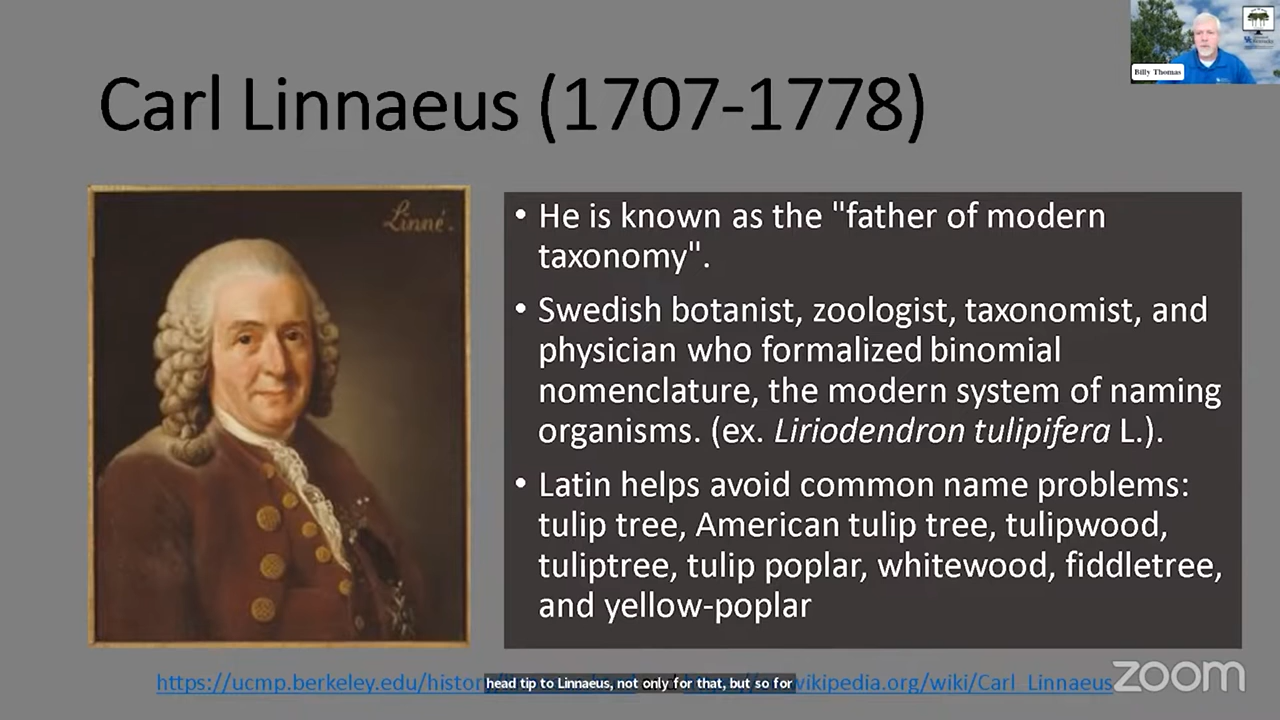 Billy Thomas
Carl Linnaeus (1707-1778)
Linné.
• He is known as the "father of modern
taxonomy".
• Swedish botanist, zoologist, taxonomist, and
physician who formalized binomial
nomenclature, the modern system of naming
organisms. (ex. Liriodendron tulipifera L.).
• Latin helps avoid common name problems:
tulip tree, American tulip tree, tulipwood,
tuliptree, tulip poplar, whitewood, fiddletree,
and yellow-poplar
https://ucmp.berkeley.edu/histor
head tip to Linnaeus, not only for that, but so for
vikipedia.org/wiki/Carl_Linnaeus
zoom